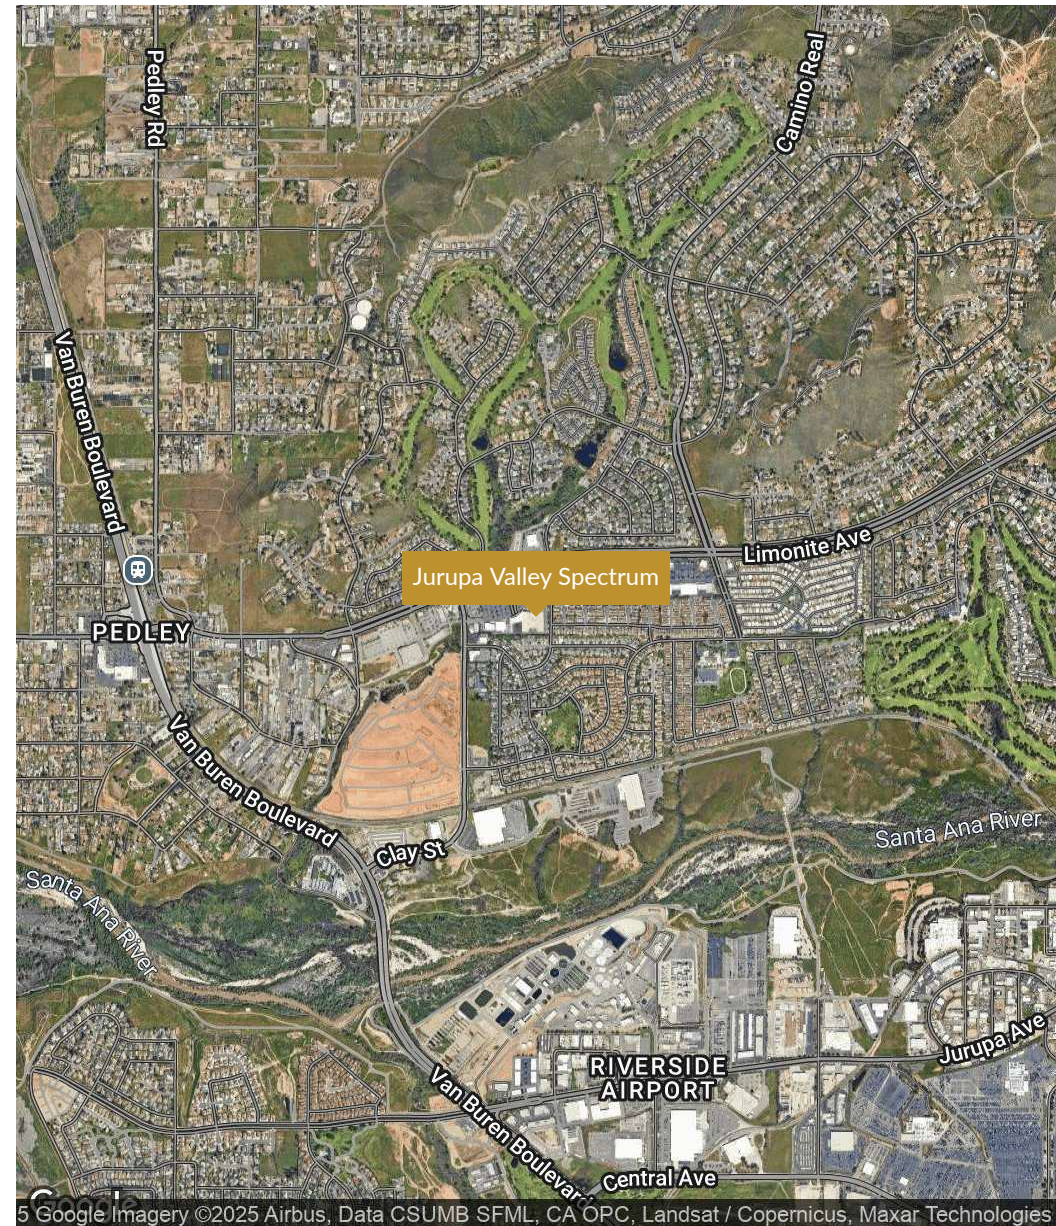 Pedley Rd
Camino Real
Van Buren Boulevard
Limonite Ave
Jurupa Valley Spectrum
PEDLEY
Van Buren Boulevard
Clay St
Santa Ana River
Santa Ana River
RIVERSIDE
AIRPORT
Jurupa Ave
Van Buren Boulevard
Central Ave
Google
5 Google Imagery ©2025 Airbus, Data CSUMB SFML, CA OPC, Landsat / Copernicus, Maxar Technologies